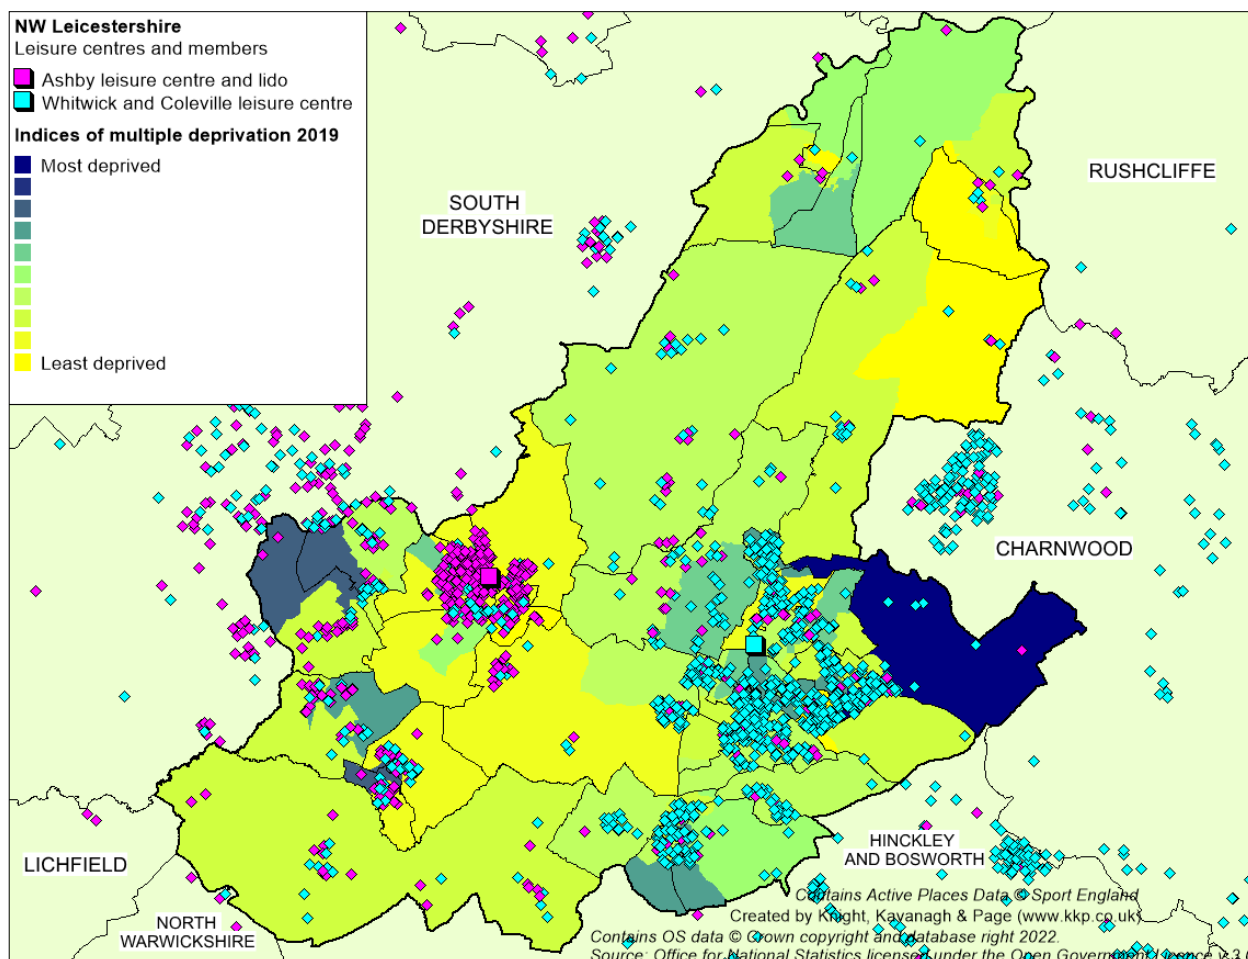 NW Leicestershire
Leisure centres and members
Ashby leisure centre and lido
Whitwick and Coleville leisure centre
Indices of multiple deprivation 2019
Most deprived
Least deprived
SOUTH
DERBYSHIRE
RUSHCLIFFE
CHARNWOOD
HINCKLEY
AND BOSWORTH
LICHFIELD
NORTH
WARWICKSHIRE
Contains Active Places Data © Sport England
Created by Knight, Kavanagh & Page (www.kkp.co.uk)
Contains OS data © Crown copyright and database right 2022.
Source: Office for National Statistics licensed under the Open Government Licence v.3.0